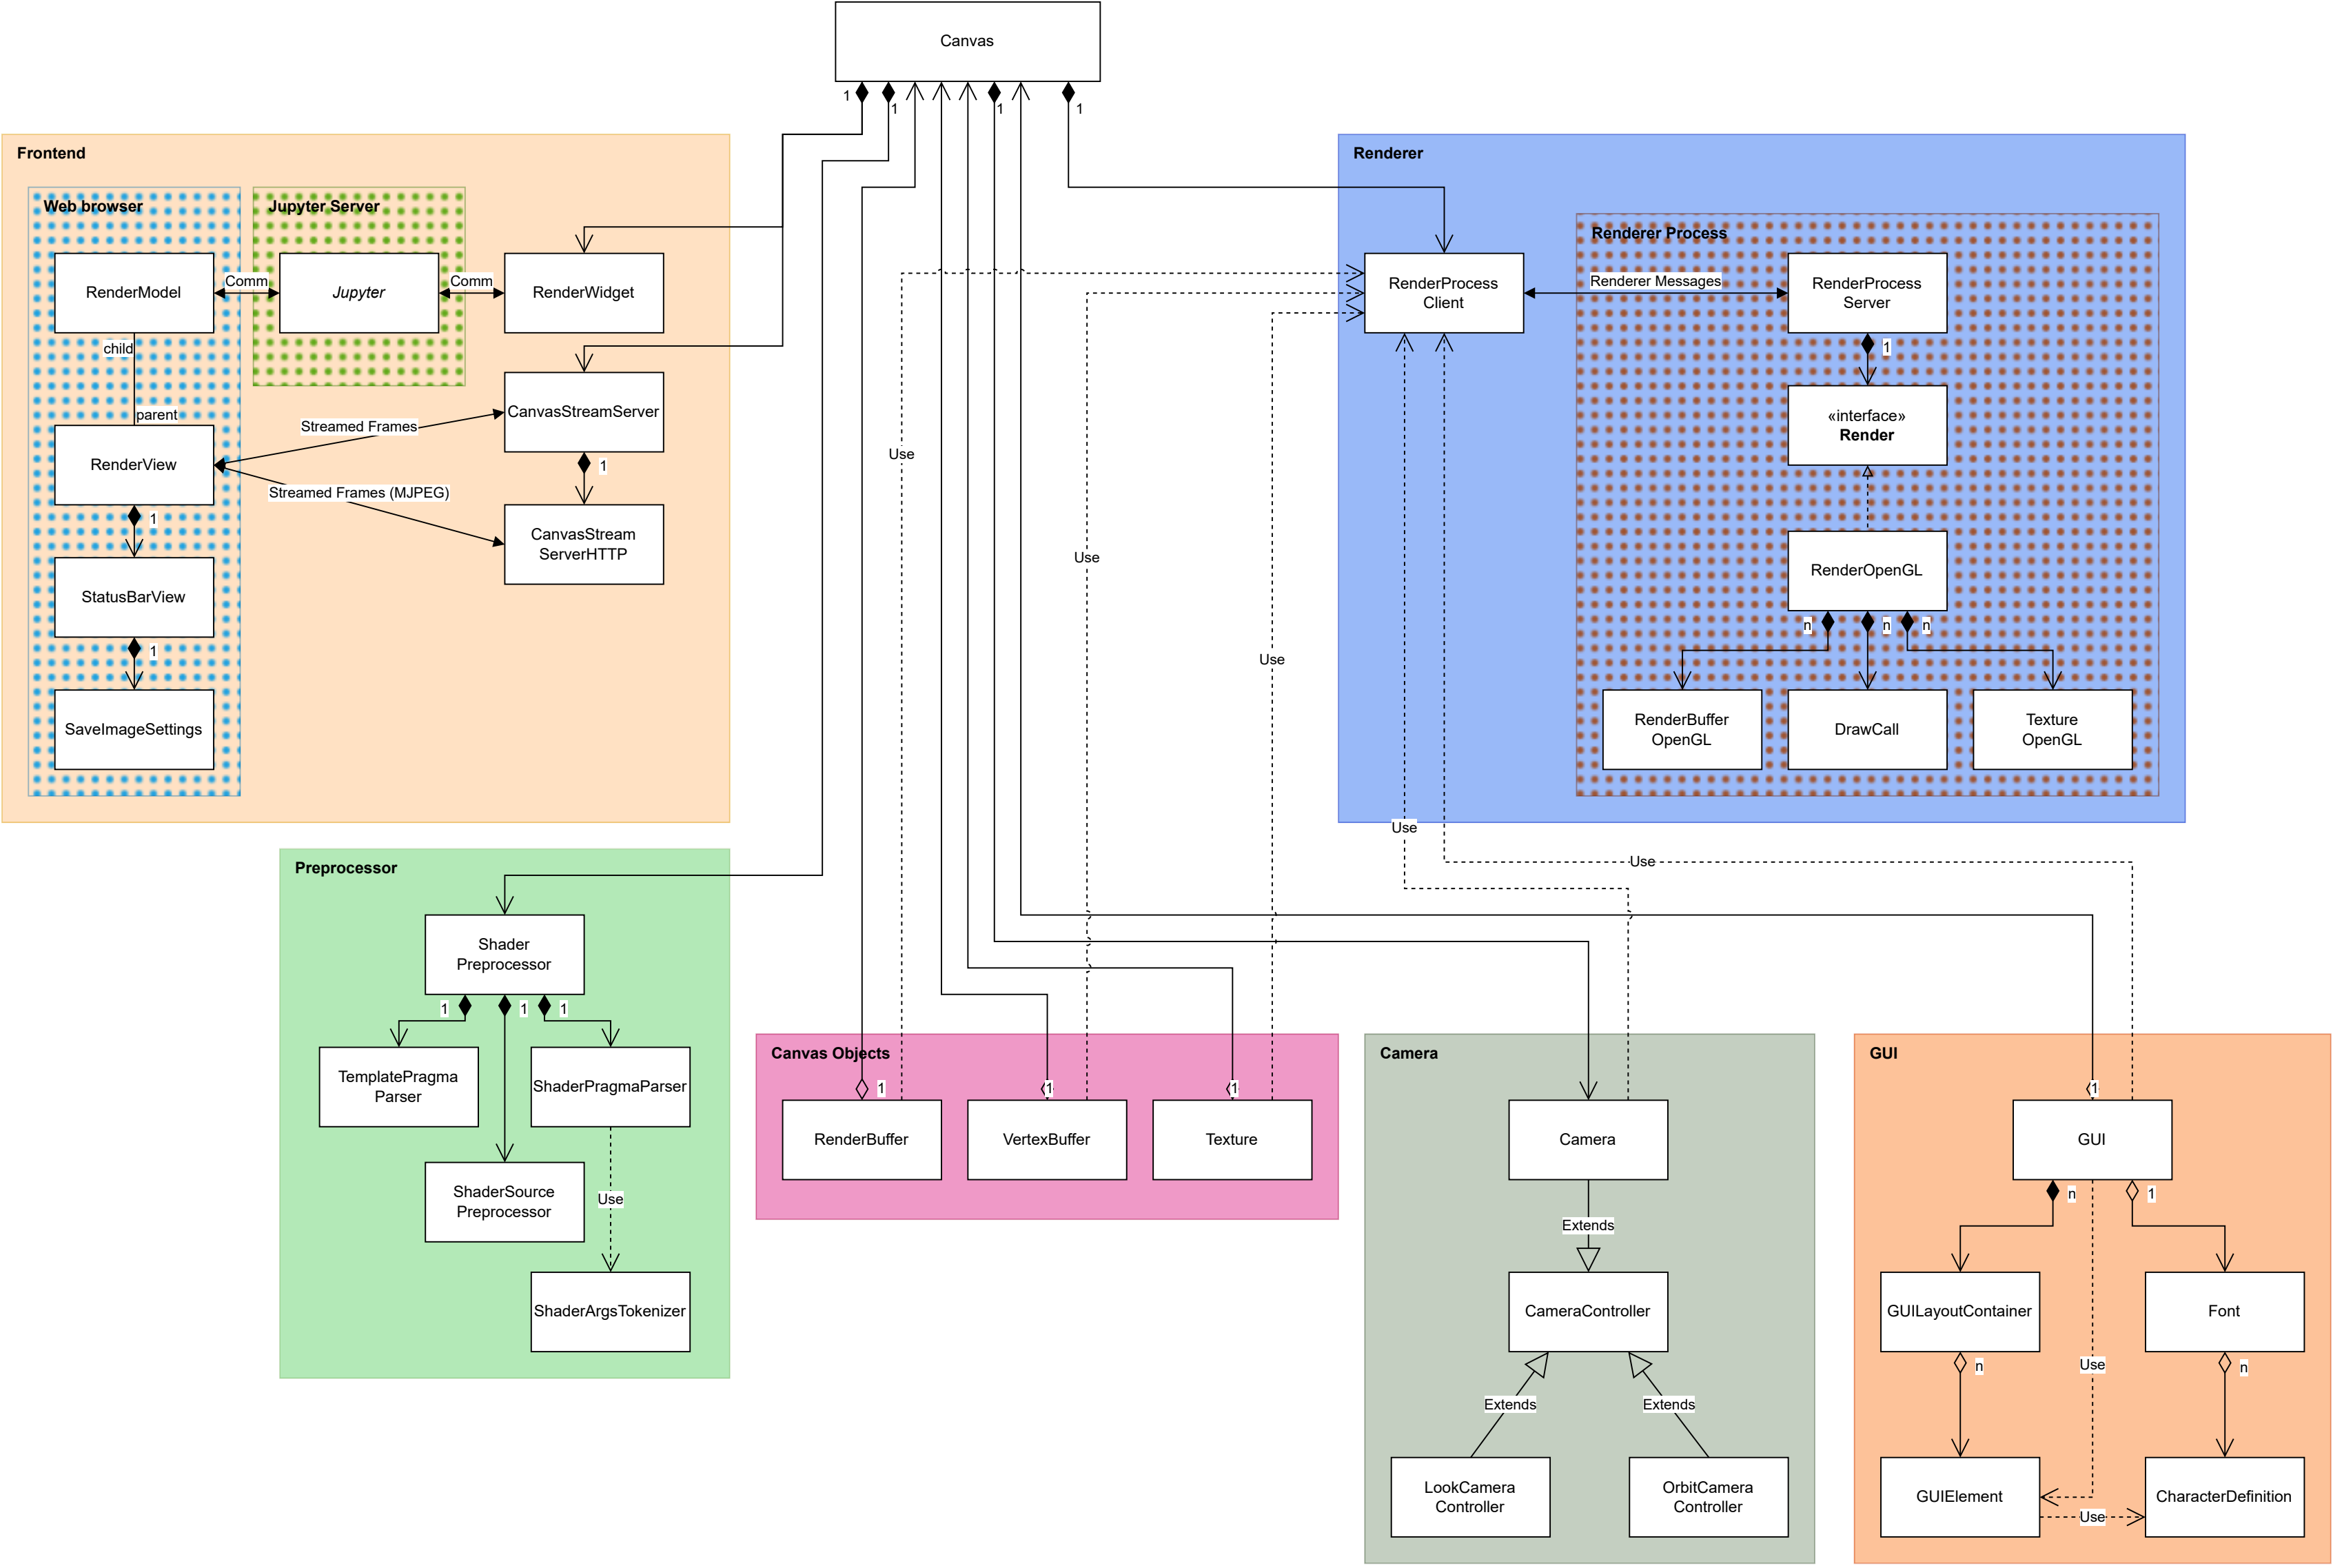 Canvas
1
1
1
1
Frontend
Web browser
Jupyter Server
RenderModel
Comm
Jupyter
Comm
RenderWidget
child
parent
CanvasStreamServer
Streamed Frames
RenderView
1
Streamed Frames (MJPEG)
CanvasStream
ServerHTTP
1
StatusBarView
1
SaveImageSettings
Renderer
Renderer Process
RenderProcess
Client
Renderer Messages
RenderProcess
Server
1
«interface»
Render
RenderOpenGL
n
n
n
RenderBuffer
OpenGL
DrawCall
Texture
OpenGL
Use
Use
Use
Use
Use
Preprocessor
Shader
Preprocessor
1
1
1
TemplatePragma
Parser
ShaderPragmaParser
ShaderSource
Preprocessor
Use
ShaderArgsTokenizer
Canvas Objects
1
1
1
RenderBuffer
VertexBuffer
Texture
Camera
Camera
Extends
CameraController
Extends
Extends
LookCamera
Controller
OrbitCamera
Controller
GUI
1
GUI
n
1
GUILayoutContainer
Font
n
Use
n
GUIElement
Use
CharacterDefinition